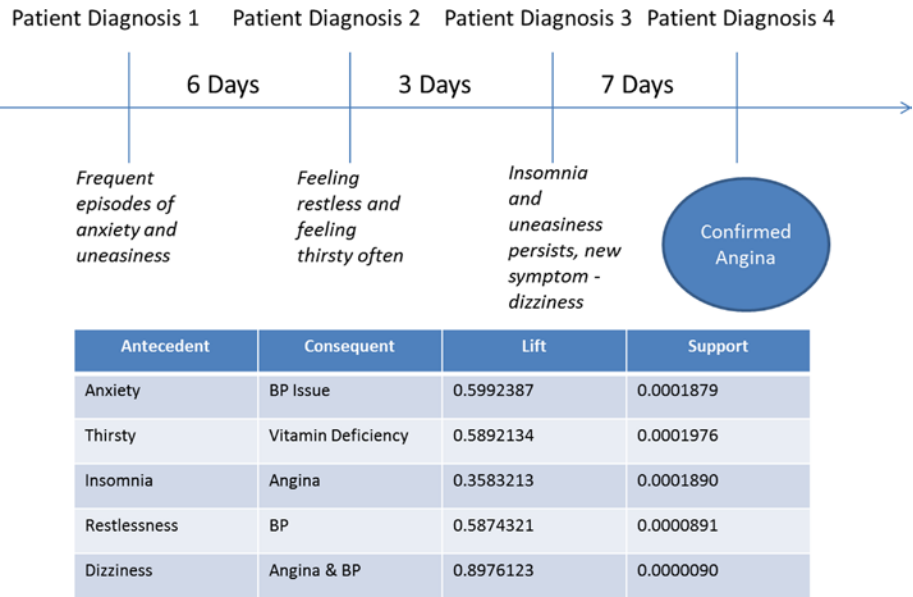 Patient Diagnosis 1 Patient Diagnosis 2 Patient Diagnosis 3 Patient Diagnosis 4
6 Days 3 Days 7 Days
Frequent
episodes of
anxiety and
uneasiness
Feeling
restless and
feeling
thirsty often
Insomnia
and
uneasiness
persists, new
symptom -
dizziness
Confirmed
Angina
Antecedent Consequent Lift Support
Anxiety BP Issue 0.5992387 0.0001879
Thirsty Vitamin Deficiency 0.5892134 0.0001976
Insomnia Angina 0.3583213 0.0001890
Restlessness BP 0.5874321 0.0000891
Dizziness Angina & BP 0.8976123 0.0000090